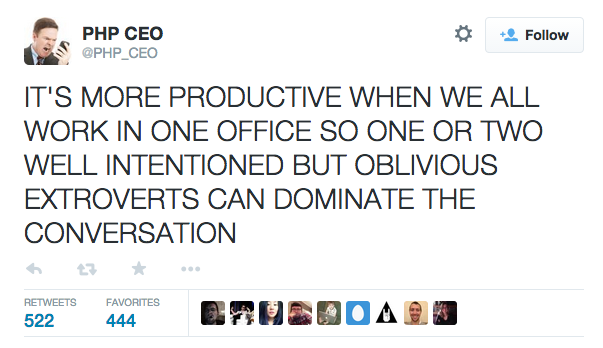 PHP CEO
@PHP_CEO
Follow
IT'S MORE PRODUCTIVE WHEN WE ALL
WORK IN ONE OFFICE SO ONE OR TWO
WELL INTENTIONED BUT OBLIVIOUS
EXTROVERTS CAN DOMINATE THE
CONVERSATION
RETWEETS FAVORITES
522 444